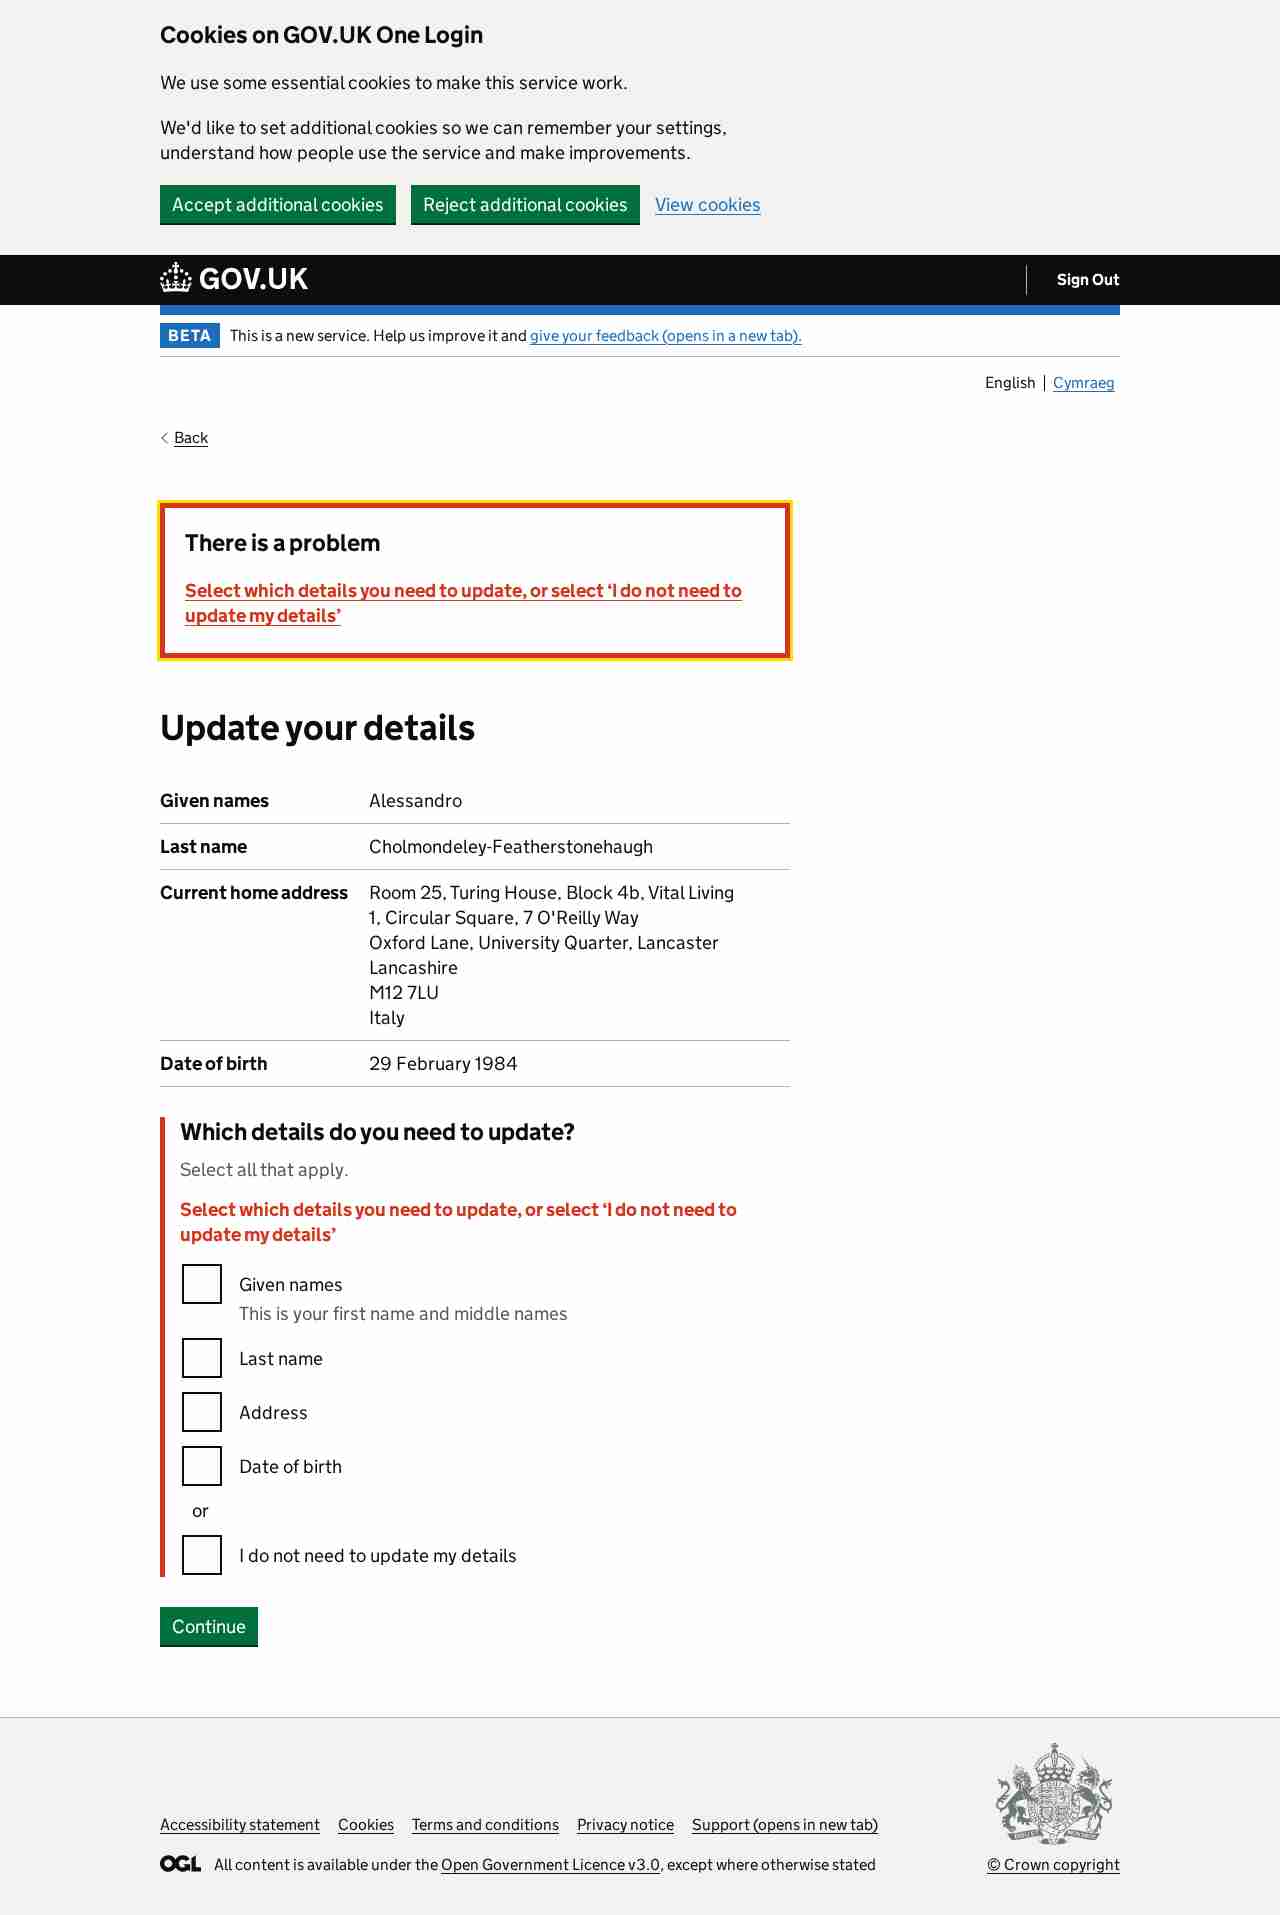 Cookies on GOV.UK One Login
We use some essential cookies to make this service work.
We'd like to set additional cookies so we can remember your settings,
understand how people use the service and make improvements.
Accept additional cookies Reject additional cookies View cookies
GOV.UK Sign Out
BETA This is a new service. Help us improve it and give your feedback (opens in a new tab).
English Cymraeg
Back
There is a problem
Select which details you need to update, or select ‘I do not need to
update my details’
Update your details
Given names Alessandro
Last name Cholmondeley-Featherstonehaugh
Current home address Room 25, Turing House, Block 4b, Vital Living
1, Circular Square, 7 O'Reilly Way
Oxford Lane, University Quarter, Lancaster
Lancashire
M12 7LU
Italy
Date of birth 29 February 1984
Which details do you need to update?
Select all that apply.
Select which details you need to update, or select ‘I do not need to
update my details’
Given names
This is your first name and middle names
Last name
Address
Date of birth
or
I do not need to update my details
Continue
Accessibility statement Cookies Terms and conditions Privacy notice Support (opens in new tab)
OGL All content is available under the Open Government Licence v3.0, except where otherwise stated
© Crown copyright